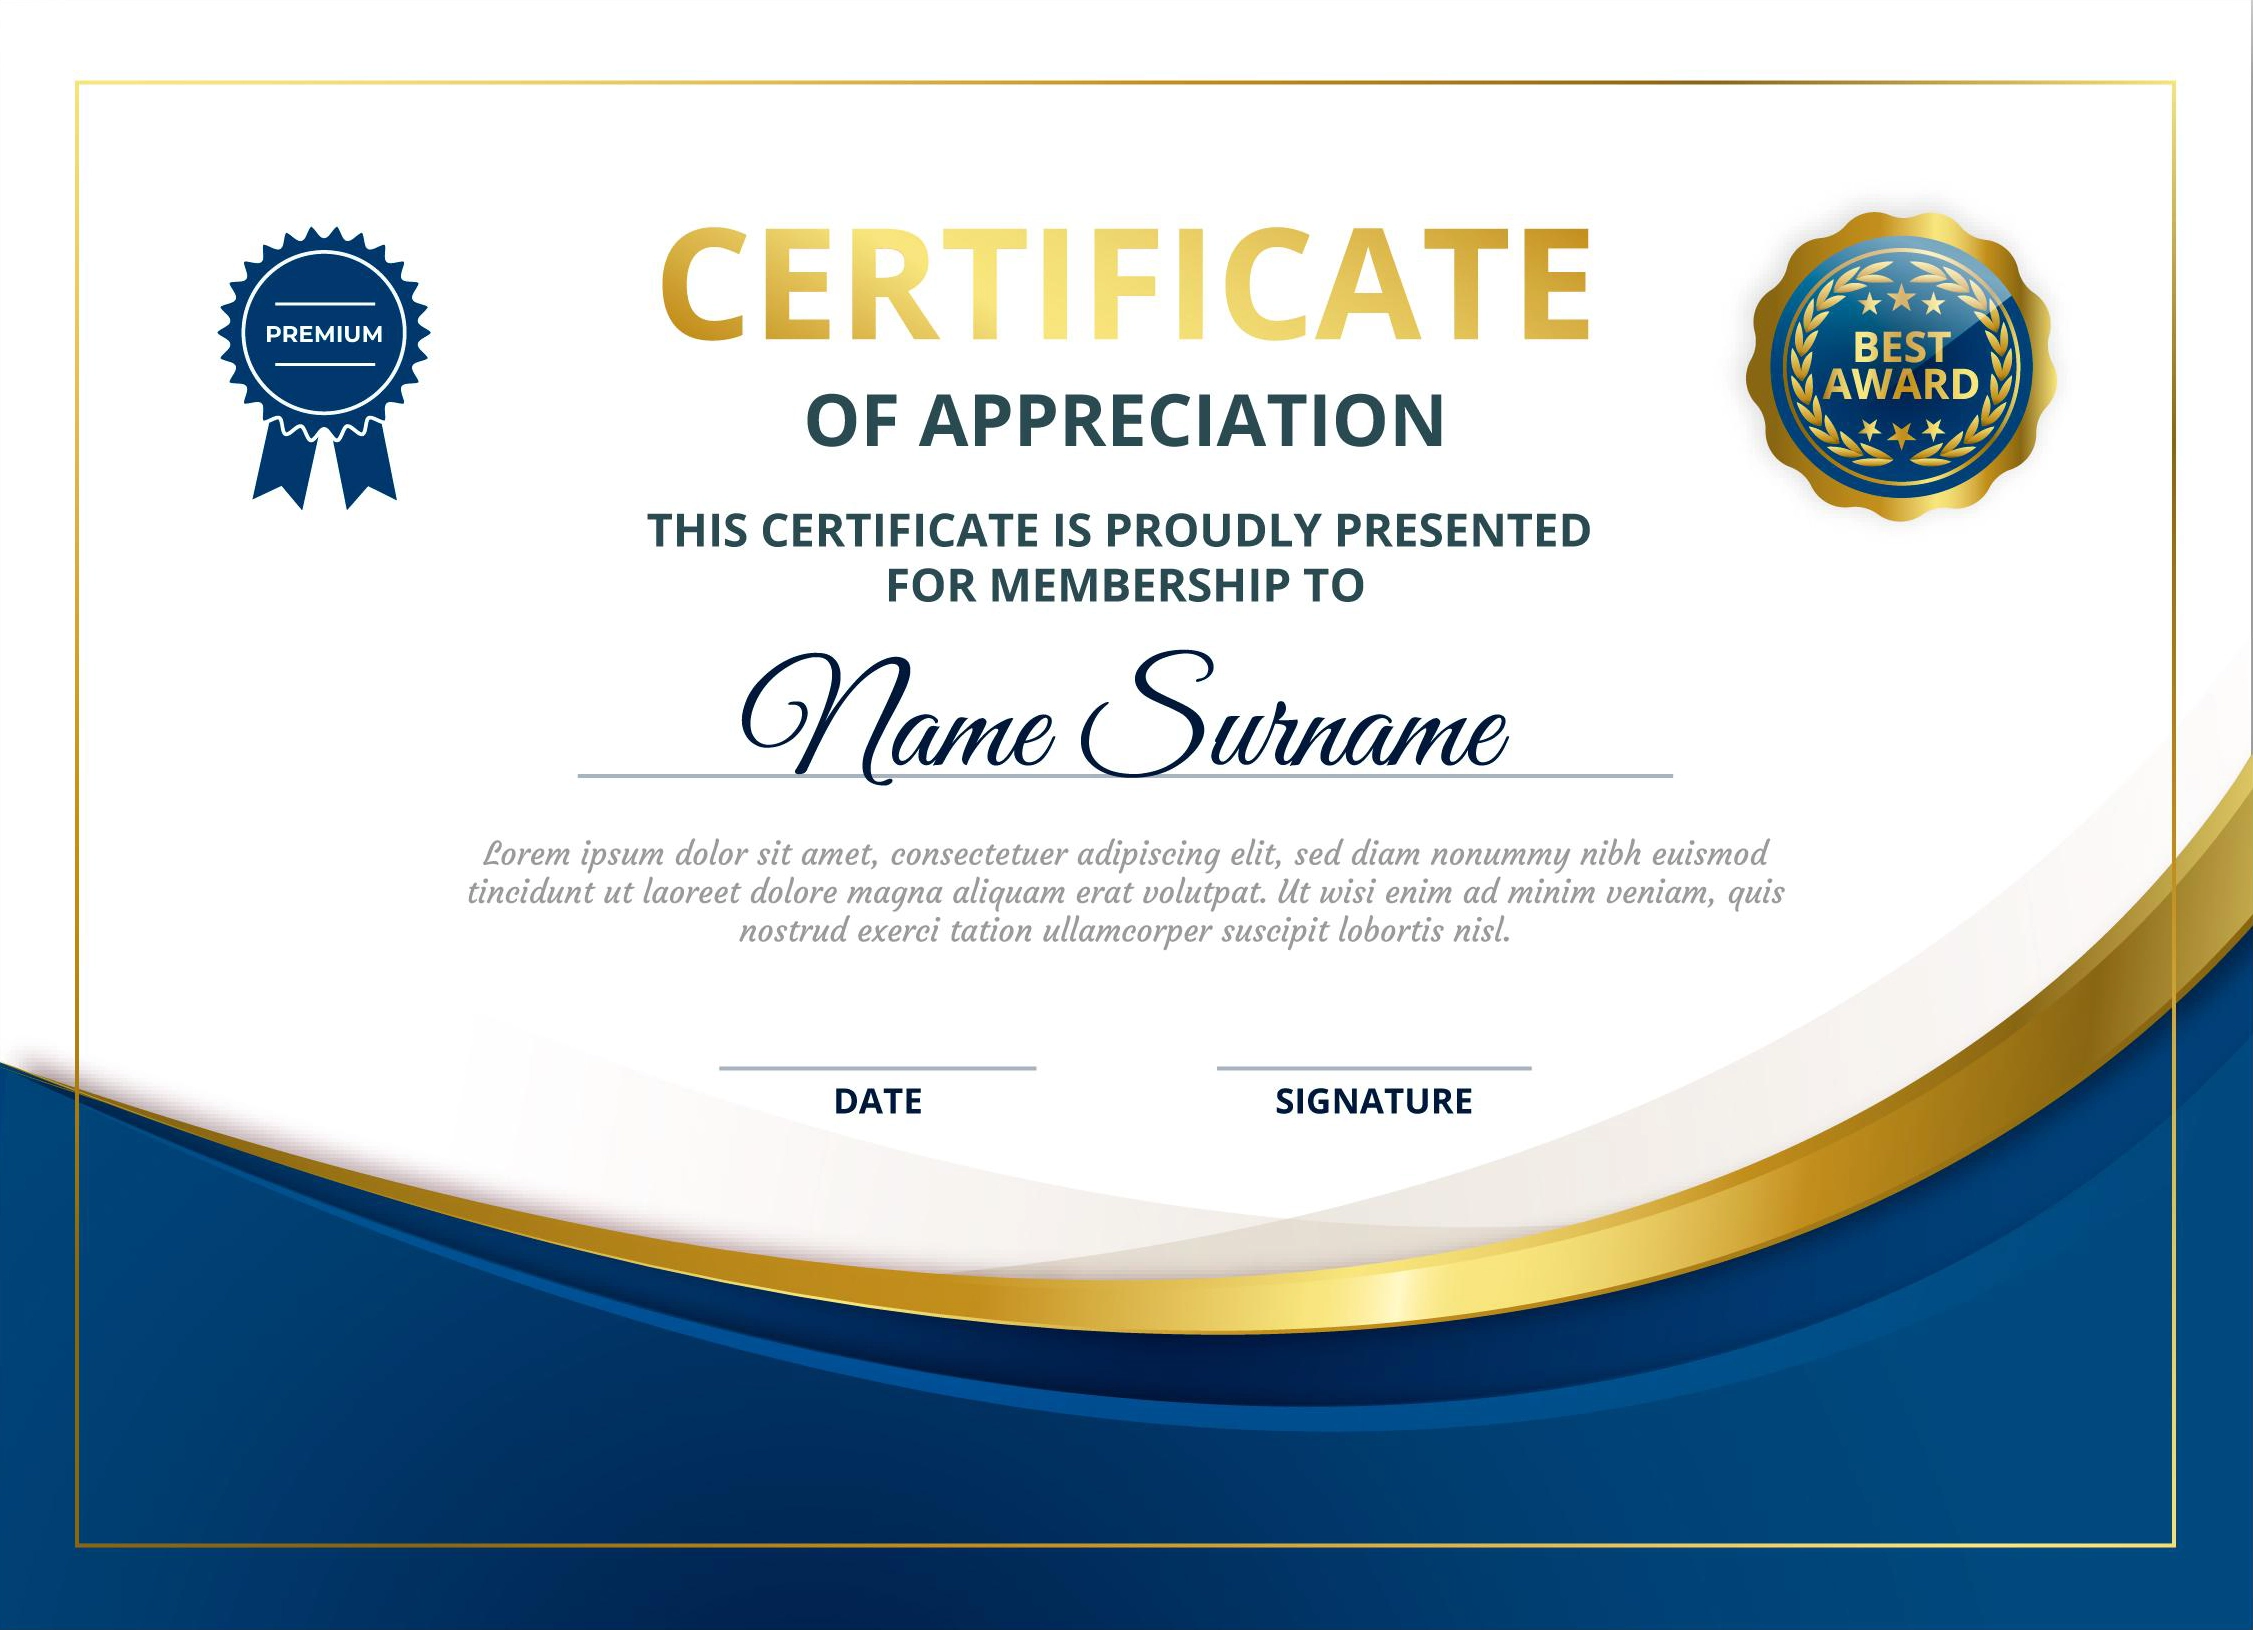 PREMIUM
CERTIFICATE
OF APPRECIATION
BEST
AWARD
THIS CERTIFICATE IS PROUDLY PRESENTED
FOR MEMBERSHIP TO
Name Surname
Lorem ipsum dolor sit amet, consectetuer adipiscing elit, sed diam nonummy nibh euismod
tincidunt ut laoreet dolore magna aliquam erat volutpat. Ut wisi enim ad minim veniam, quis
nostrud exerci tation ullamcorper suscipit lobortis nisl.
DATE
SIGNATURE